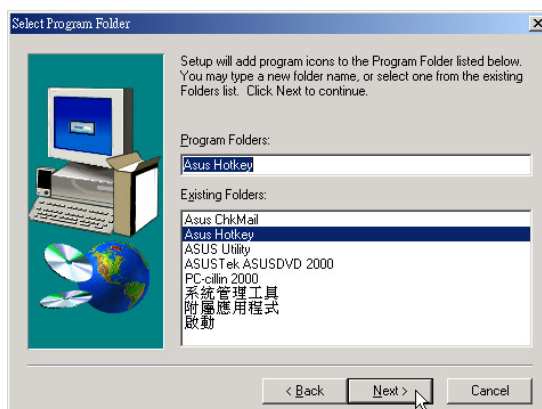 Select Program Folder
Setup will add program icons to the Program Folder listed below.
You may type a new folder name, or select one from the existing
Folders list. Click Next to continue.
Program Folders:
Asus Hotkey
Existing Folders:
Asus ChkMail
Asus Hotkey
ASUS Utility
ASUSTek ASUSDVD 2000
PC-cillin 2000
系統管理工具
附屬應用程式
啟動
< Back
Next >
Cancel